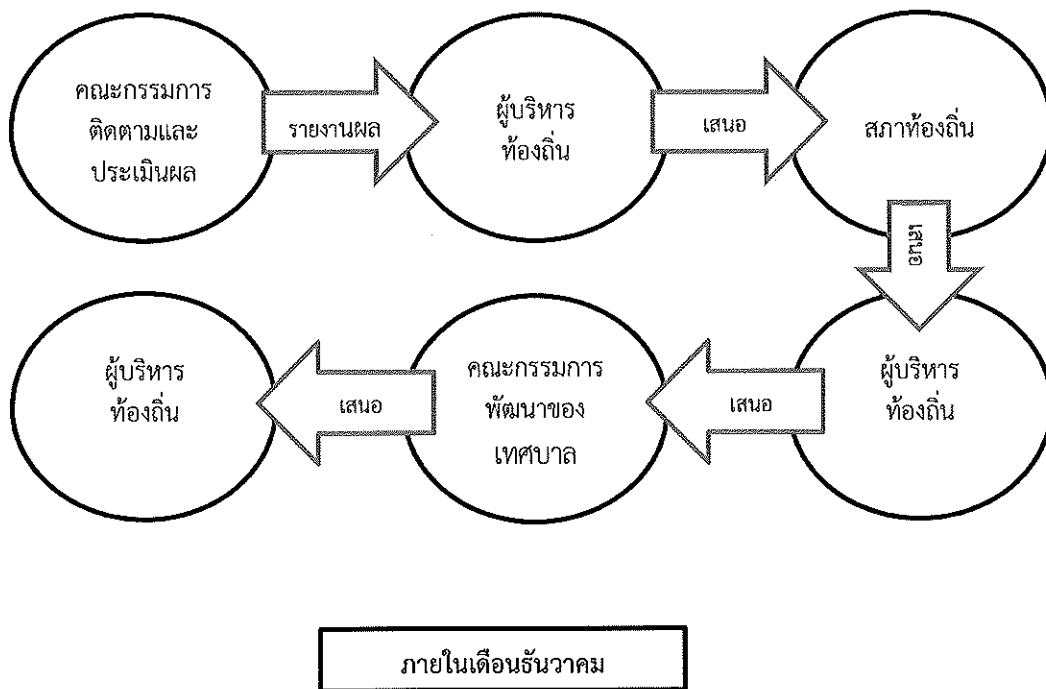 คณะกรรมการ
ติดตามและ
ประเมินผล
รายงานผล
ผู้บริหาร
ท้องถิ่น
เสนอ
สภาท้องถิ่น
เสนอ
ผู้บริหาร
ท้องถิ่น
เสนอ
คณะกรรมการ
พัฒนาของ
เทศบาล
เสนอ
ผู้บริหาร
ท้องถิ่น
ภายในเดือนธันวาคม